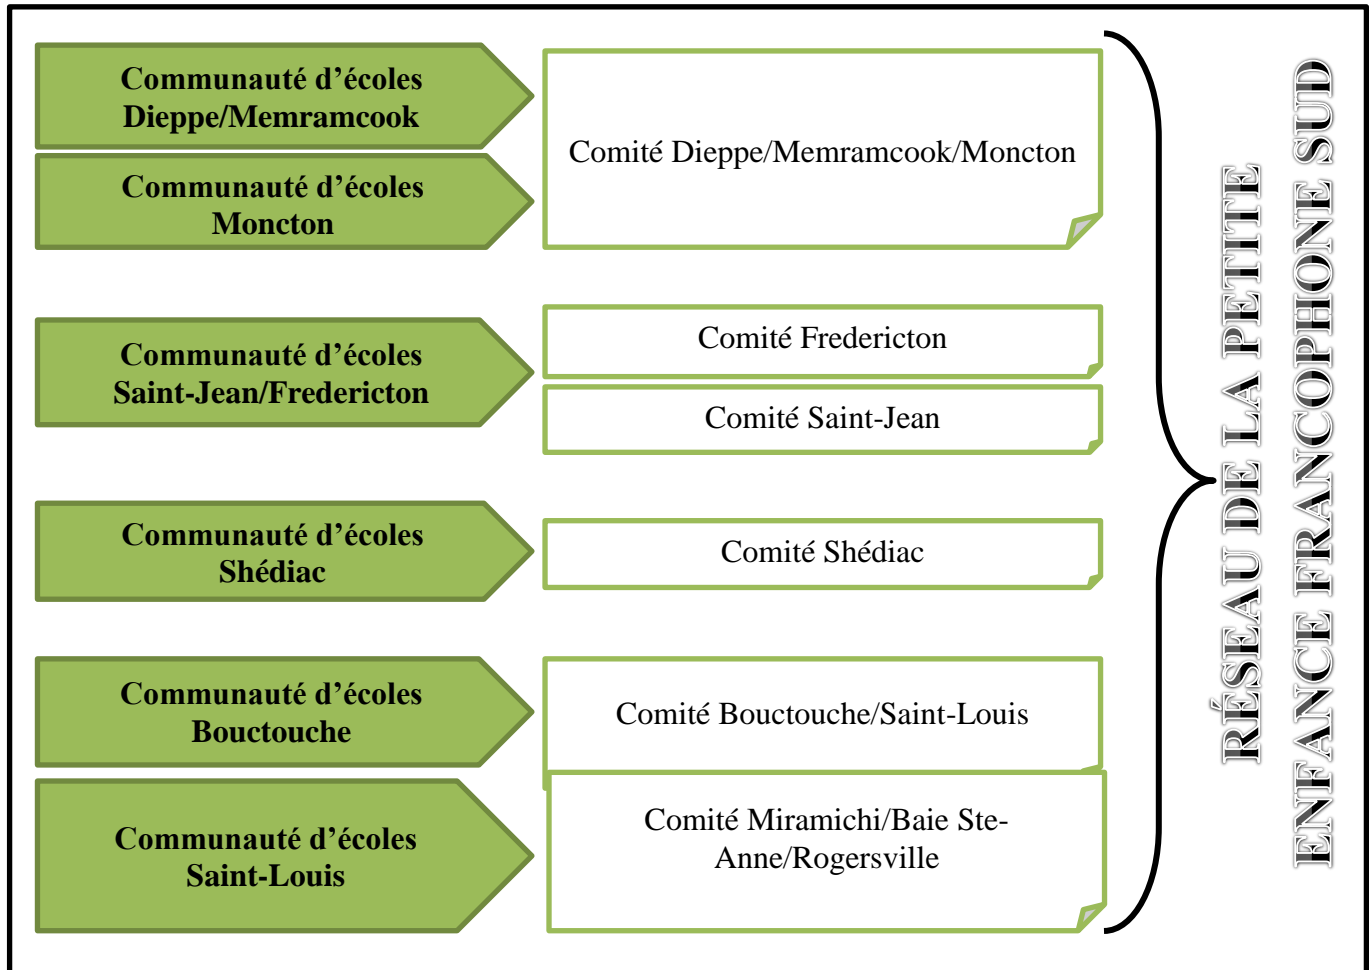 Communauté d’écoles
Dieppe/Memramcook
Communauté d’écoles
Moncton
Comité Dieppe/Memramcook/Moncton
Communauté d’écoles
Saint-Jean/Fredericton
Comité Fredericton
Comité Saint-Jean
Communauté d’écoles
Shédiac
Comité Shédiac
Communauté d’écoles
Bouctouche
Comité Bouctouche/Saint-Louis
Communauté d’écoles
Saint-Louis
Comité Miramichi/Baie Ste-
Anne/Rogersville
RÉSEAU DE LA PETITE
ENFANCE FRANCOPHONE SUD